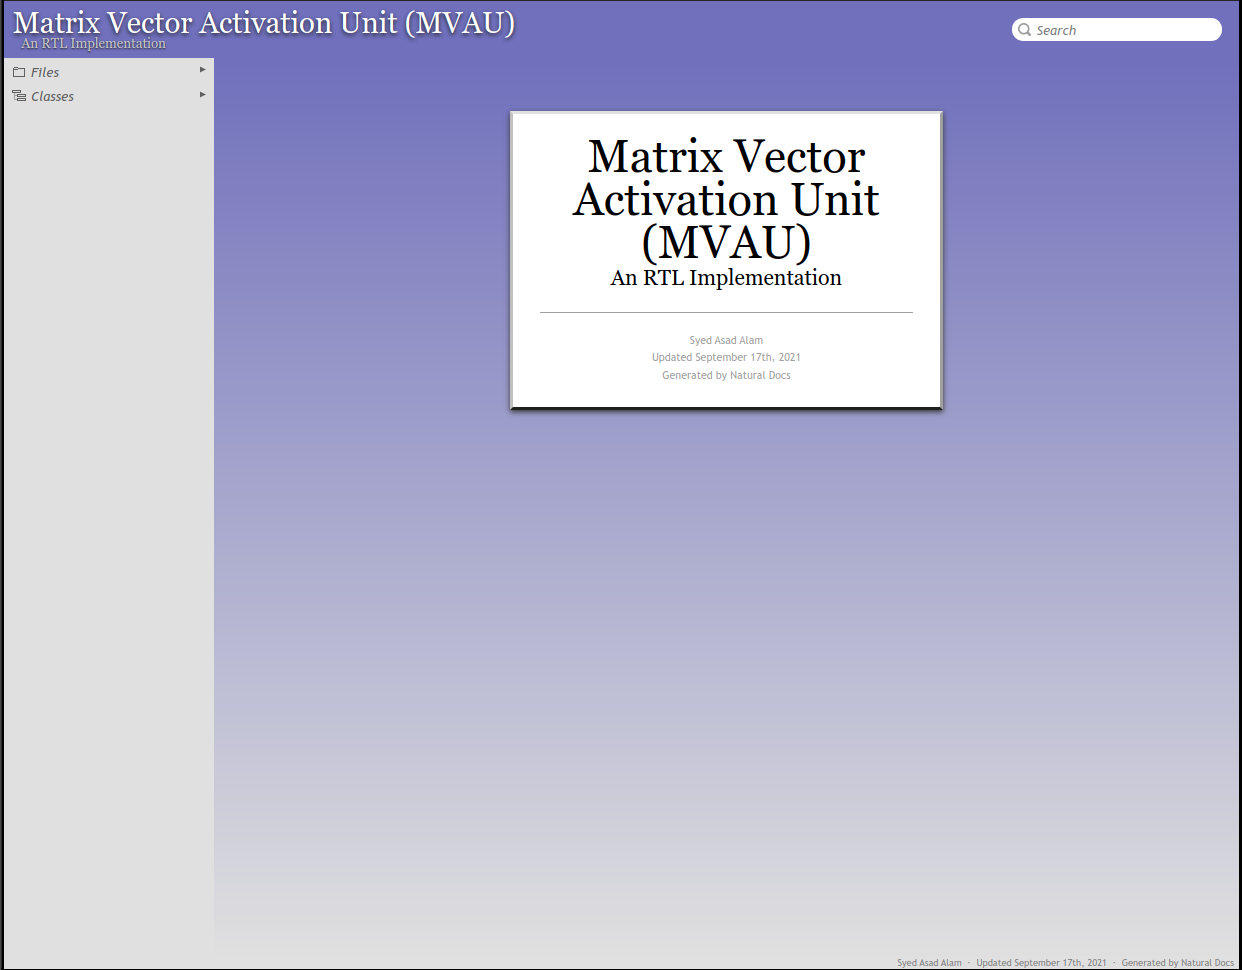 Matrix Vector Activation Unit (MVAU)
An RTL Implementation
Search
Files
Classes
Matrix Vector
Activation Unit
(MVAU)
An RTL Implementation
Syed Asad Alam
Updated September 17th, 2021
Generated by Natural Docs
Syed Asad Alam · Updated September 17th, 2021 · Generated by Natural Docs